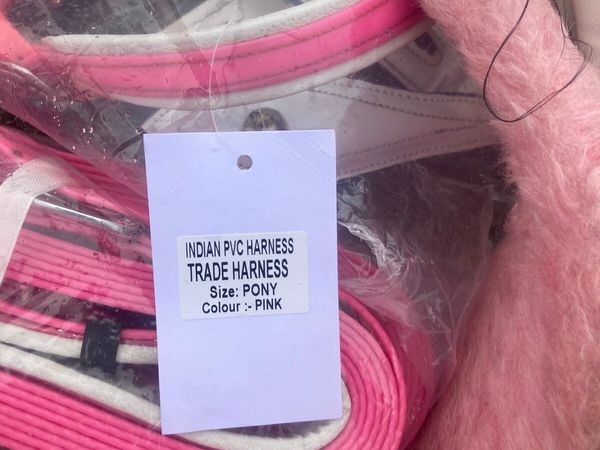 INDIAN PVC HARNESS
TRADE HARNESS
Size: PONY
Colour :- PINK